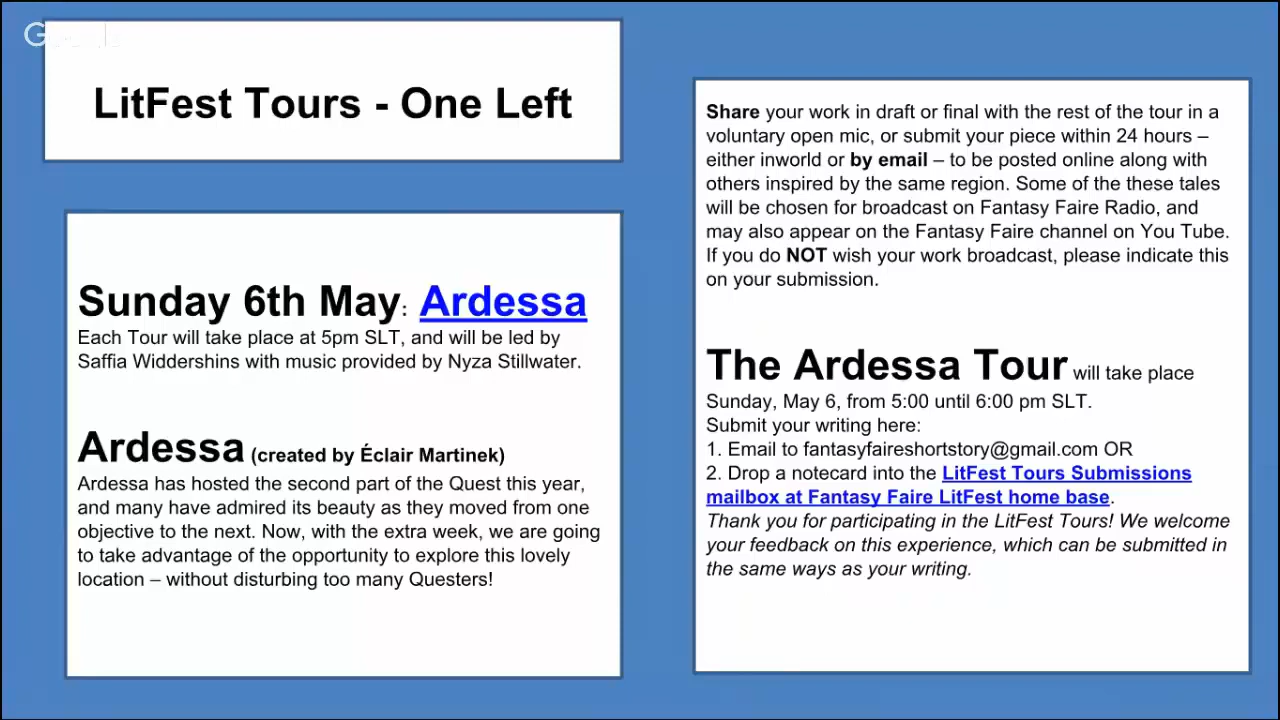 LitFest Tours - One Left
Sunday 6th May: Ardessa
Each Tour will take place at 5pm SLT, and will be led by
Saffia Widdershins with music provided by Nyza Stillwater.
Ardessa (created by Éclair Martinek)
Ardessa has hosted the second part of the Quest this year,
and many have admired its beauty as they moved from one
objective to the next. Now, with the extra week, we are going
to take advantage of the opportunity to explore this lovely
location – without disturbing too many Questers!
Share your work in draft or final with the rest of the tour in a
voluntary open mic, or submit your piece within 24 hours –
either inworld or by email – to be posted online along with
others inspired by the same region. Some of the these tales
will be chosen for broadcast on Fantasy Faire Radio, and
may also appear on the Fantasy Faire channel on You Tube.
If you do NOT wish your work broadcast, please indicate this
on your submission.
The Ardessa Tour will take place
Sunday, May 6, from 5:00 until 6:00 pm SLT.
Submit your writing here:
1. Email to fantasyfaireshortstory@gmail.com OR
2. Drop a notecard into the LitFest Tours Submissions
mailbox at Fantasy Faire LitFest home base.
Thank you for participating in the LitFest Tours! We welcome
your feedback on this experience, which can be submitted in
the same ways as your writing.